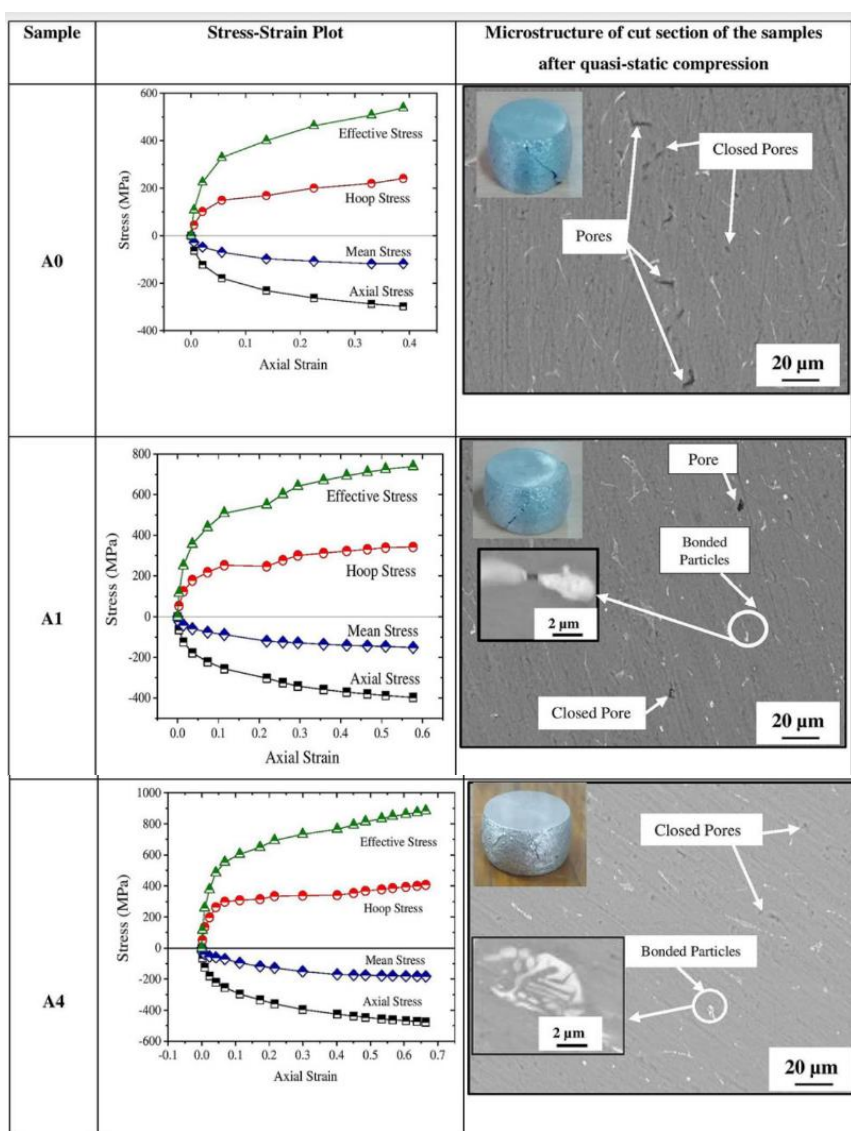 Sample
Stress-Strain Plot
Microstructure of cut section of the samples
after quasi-static compression
A0
600
400
200
0
-200
-400
Stress (MPa)
Effective Stress
Hoop Stress
Mean Stress
Axial Stress
0.0 0.1 0.2 0.3 0.4
Axial Strain
Closed Pores
Pores
20 µm
A1
800
600
400
200
0
-200
-400
Stress (MPa)
Effective Stress
Hoop Stress
Mean Stress
Axial Stress
0.0 0.1 0.2 0.3 0.4 0.5 0.6
Axial Strain
Pore
Bonded
Particles
2 µm
Closed Pore
20 µm
A4
1000
800
600
400
200
0
-200
-400
-600
Stress (MPa)
Effective Stress
Hoop Stress
Mean Stress
Axial Stress
-0.1 0.0 0.1 0.2 0.3 0.4 0.5 0.6 0.7
Axial Strain
Closed Pores
Bonded Particles
2 µm
20 µm